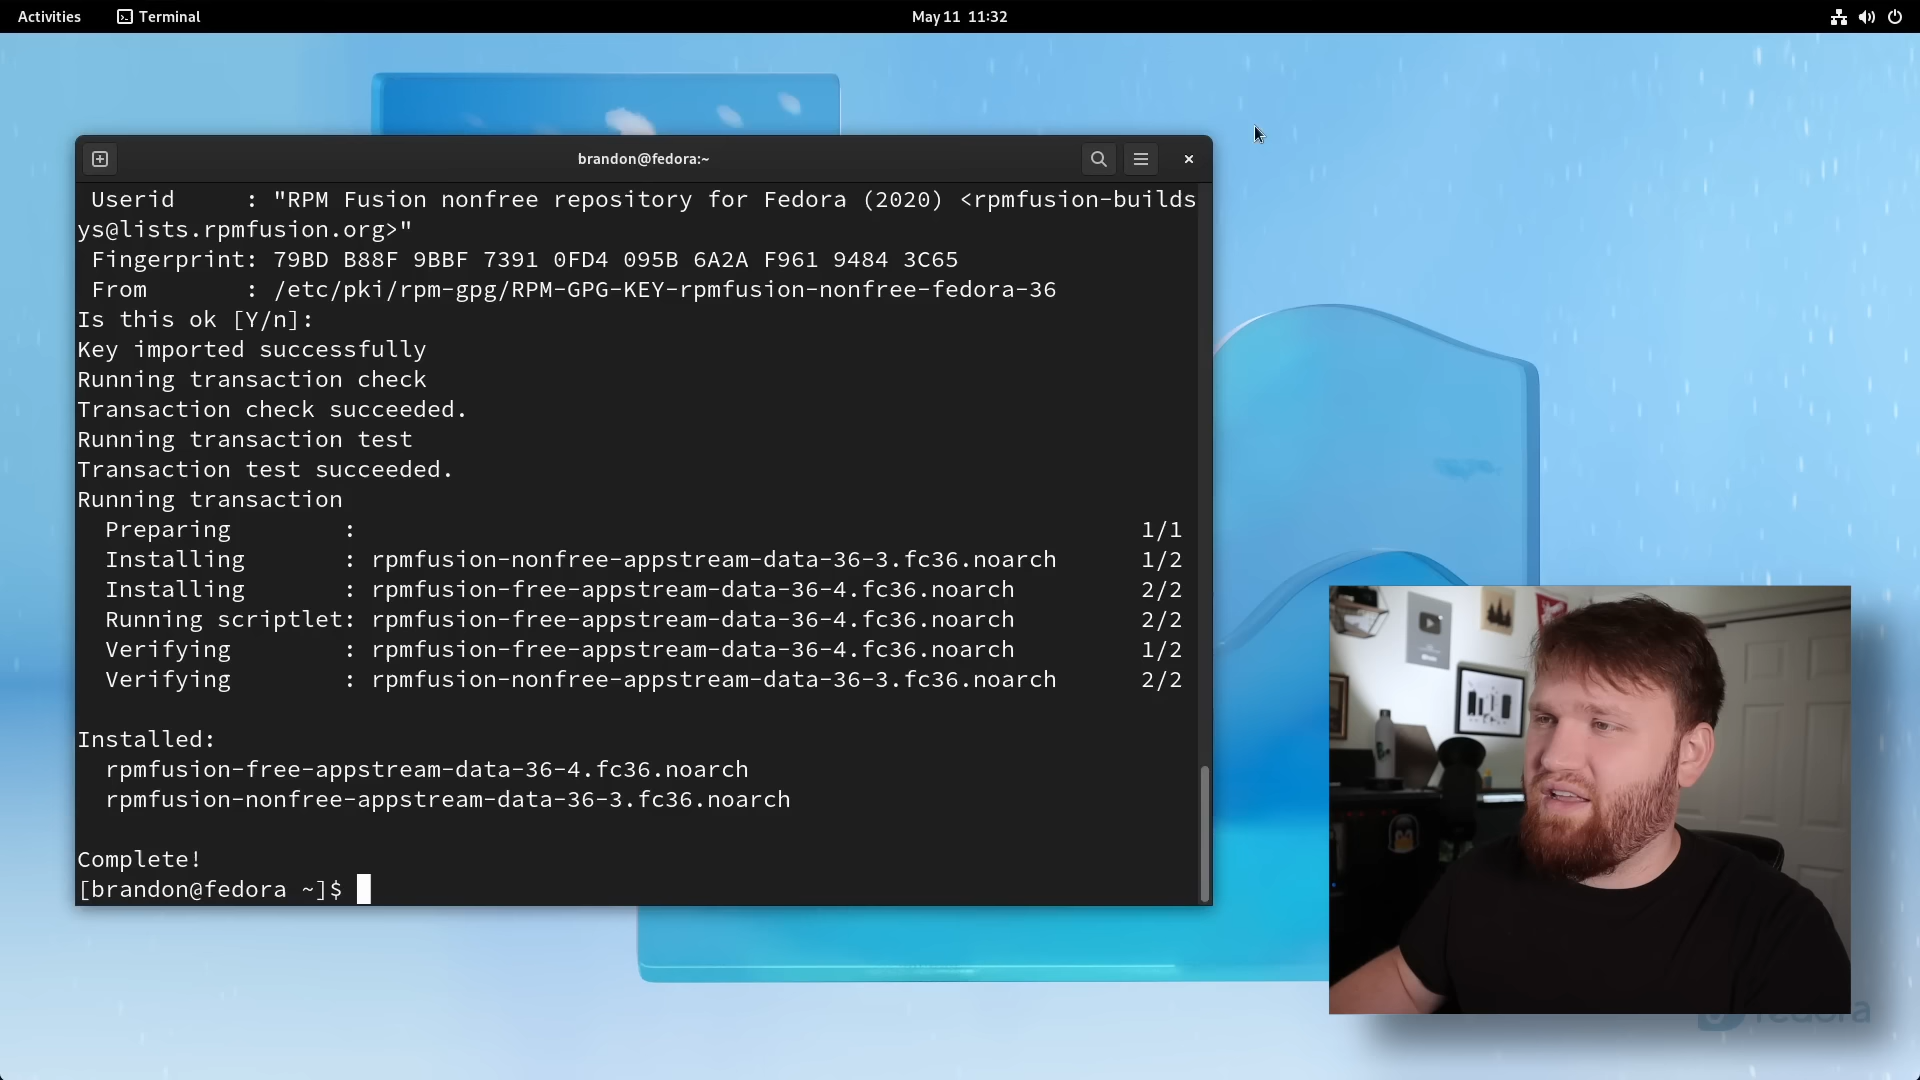 Activities
Terminal
May 11 11:32
brandon@fedora:~
Userid : "RPM Fusion nonfree repository for Fedora (2020) <rpmfusion-builds
ys@lists.rpmfusion.org>"
Fingerprint: 79BD B88F 9BBF 7391 0FD4 095B 6A2A F961 9484 3C65
From : /etc/pki/rpm-gpg/RPM-GPG-KEY-rpmfusion-nonfree-fedora-36
Is this ok [Y/n]:
Key imported successfully
Running transaction check
Transaction check succeeded.
Running transaction test
Transaction test succeeded.
Running transaction
Preparing : 1/1
Installing : rpmfusion-nonfree-appstream-data-36-3.fc36.noarch 1/2
Installing : rpmfusion-free-appstream-data-36-4.fc36.noarch 2/2
Running scriptlet: rpmfusion-free-appstream-data-36-4.fc36.noarch 2/2
Verifying : rpmfusion-free-appstream-data-36-4.fc36.noarch 1/2
Verifying : rpmfusion-nonfree-appstream-data-36-3.fc36.noarch 2/2
Installed:
rpmfusion-free-appstream-data-36-4.fc36.noarch
rpmfusion-nonfree-appstream-data-36-3.fc36.noarch
Complete!
[brandon@fedora ~]$
fedora